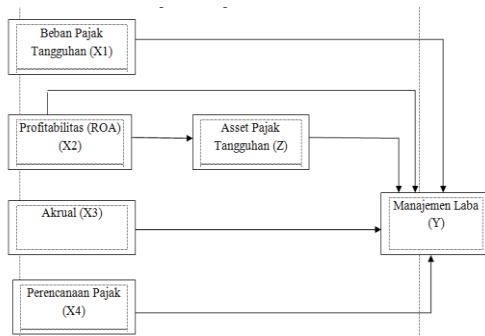 Beban Pajak
Tangguhan (X1)
Profitabilitas (ROA)
(X2)
Asset Pajak
Tangguhan (Z)
Akrual (X3)
Manajemen Laba
(Y)
Perencanaan Pajak
(X4)